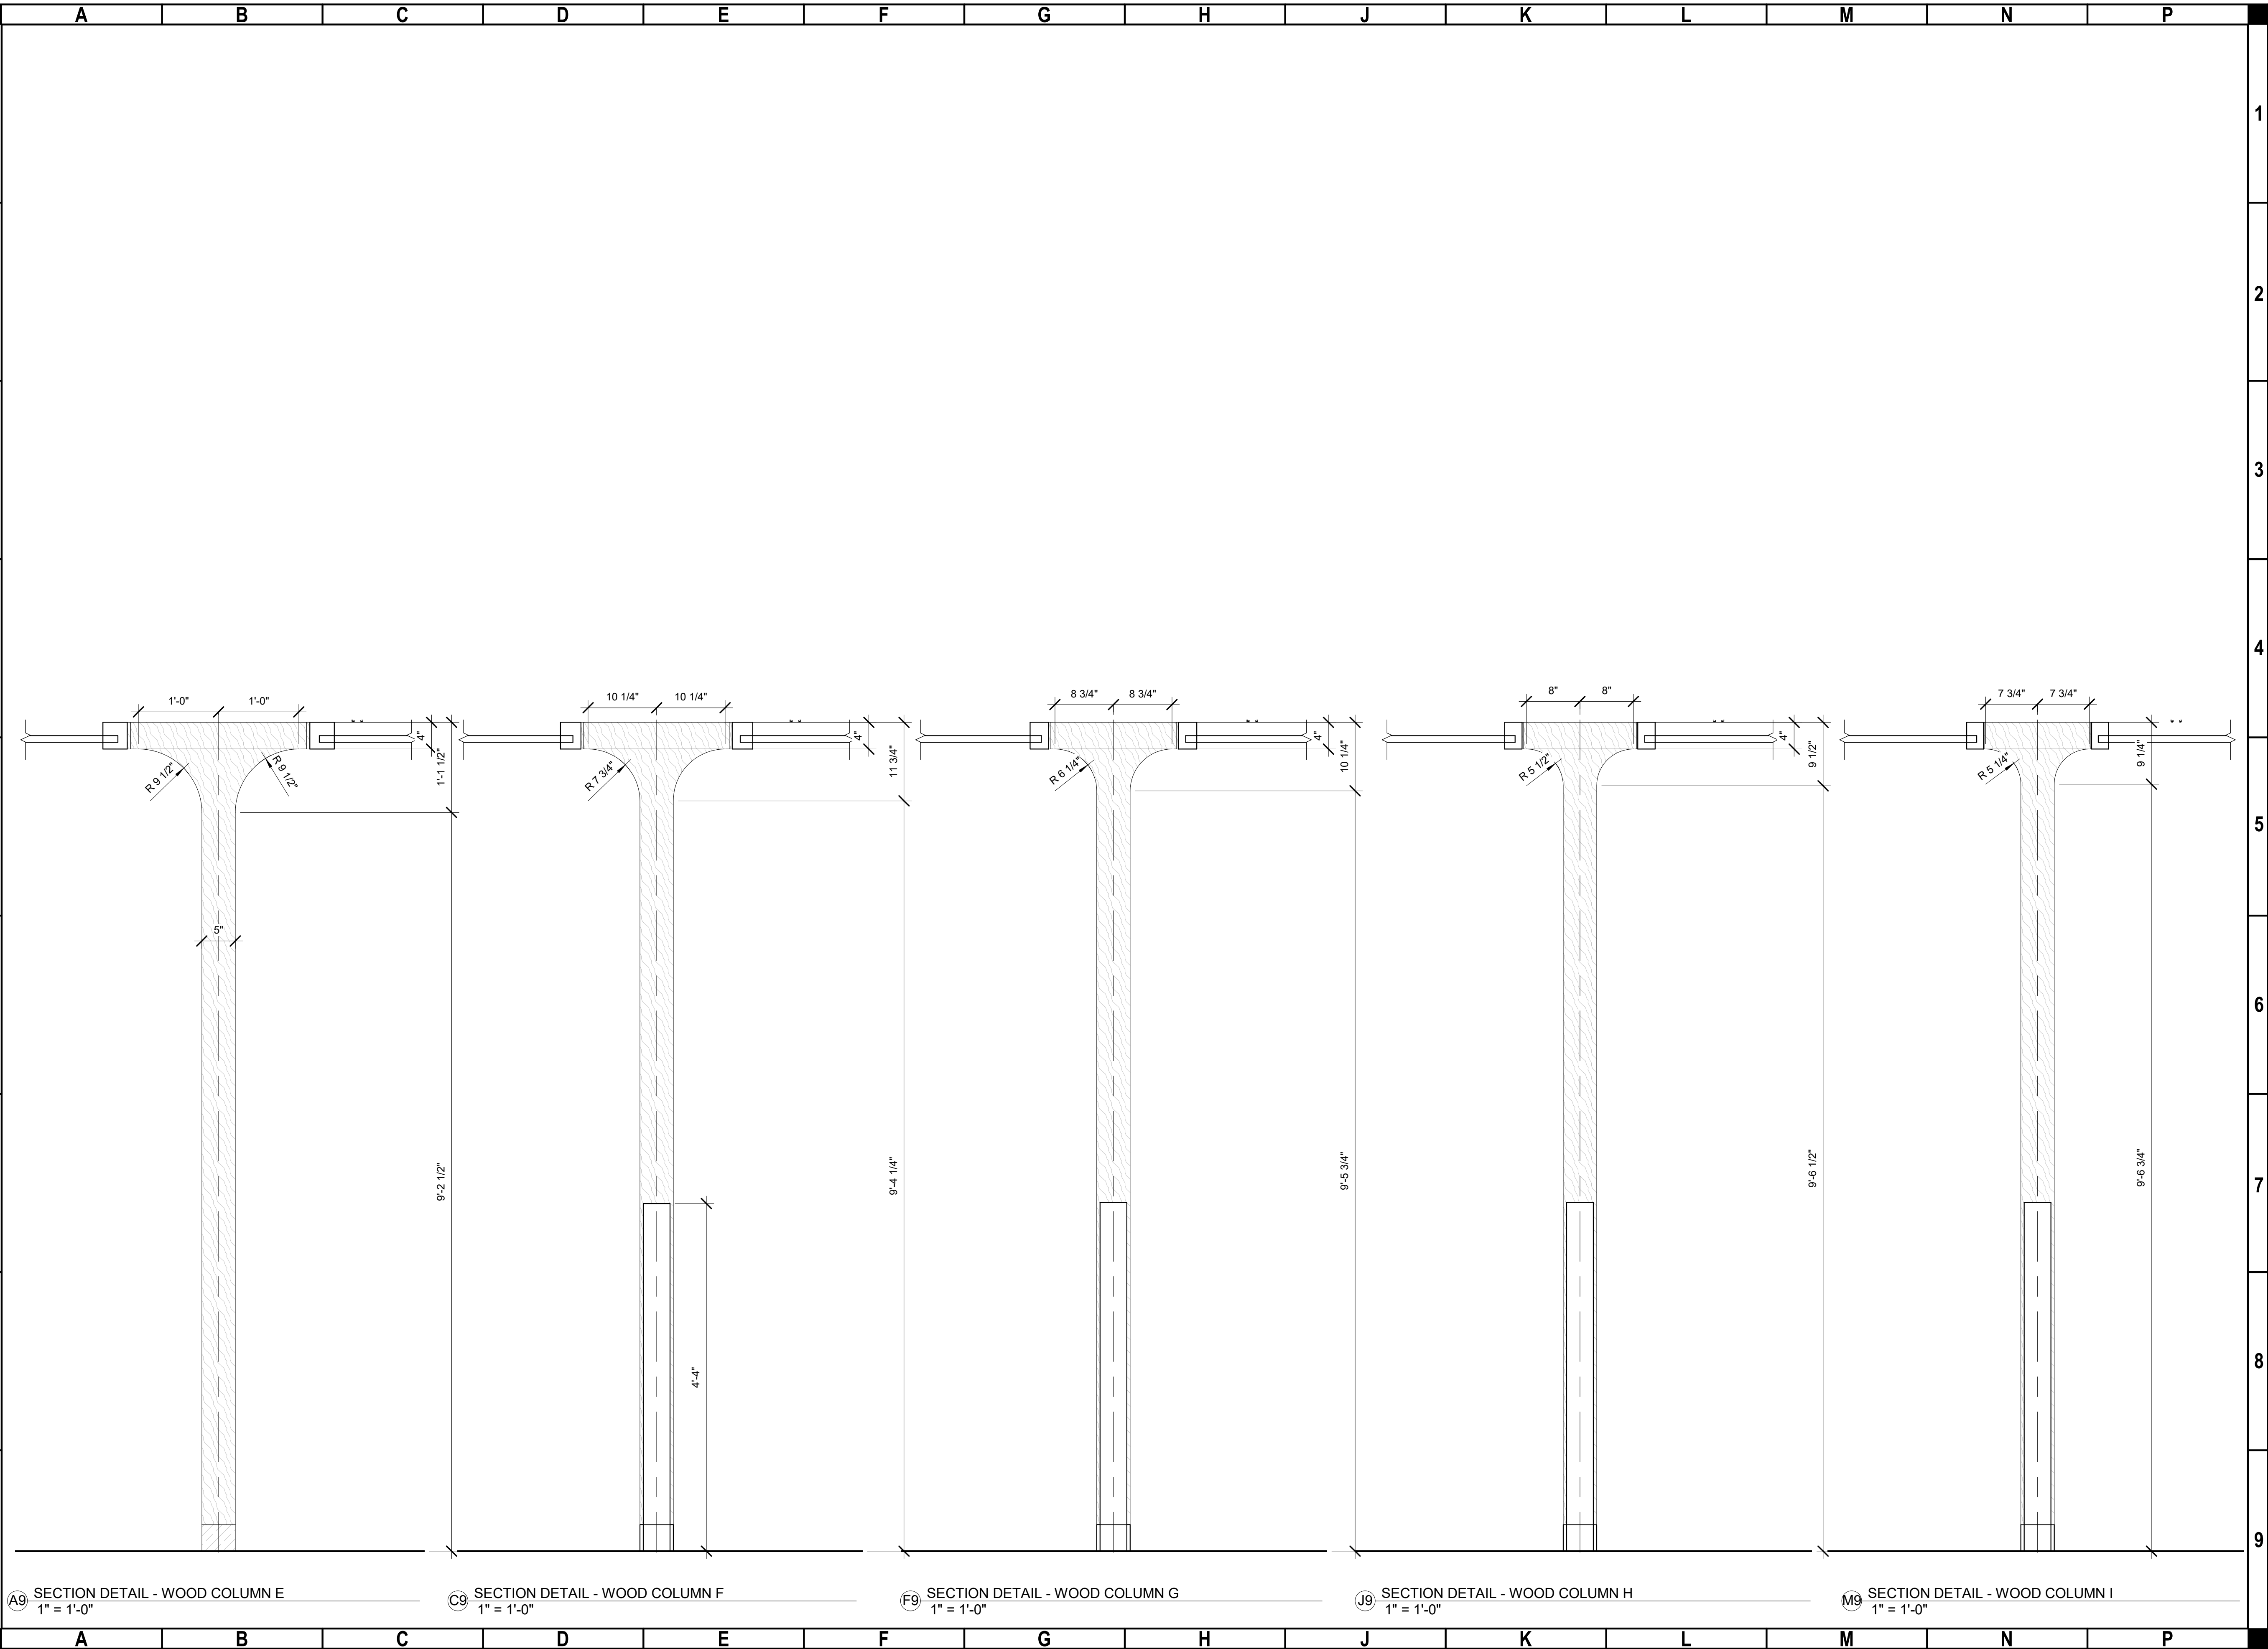 A B C D E F G H J K L M N P
1
2
3
4
1'-0" 1'-0"
10 1/4" 10 1/4"
8 3/4" 8 3/4"
8" 8"
7 3/4" 7 3/4"
4" 1'-1 1/2"
4" 11 3/4"
4" 10 1/4"
4" 9 1/2"
9 1/4"
R 9 1/2" R 9 1/2"
R 7 3/4"
R 6 1/4"
R 5 1/2"
R 5 1/4"
5
5"
6
7
9'-2 1/2"
9'-4 1/4"
9'-5 3/4"
9'-6 1/2"
9'-6 3/4"
4'-4"
8
9
A9 SECTION DETAIL - WOOD COLUMN E
1" = 1'-0"
C9 SECTION DETAIL - WOOD COLUMN F
1" = 1'-0"
F9 SECTION DETAIL - WOOD COLUMN G
1" = 1'-0"
J9 SECTION DETAIL - WOOD COLUMN H
1" = 1'-0"
M9 SECTION DETAIL - WOOD COLUMN I
1" = 1'-0"
A B C D E F G H J K L M N P